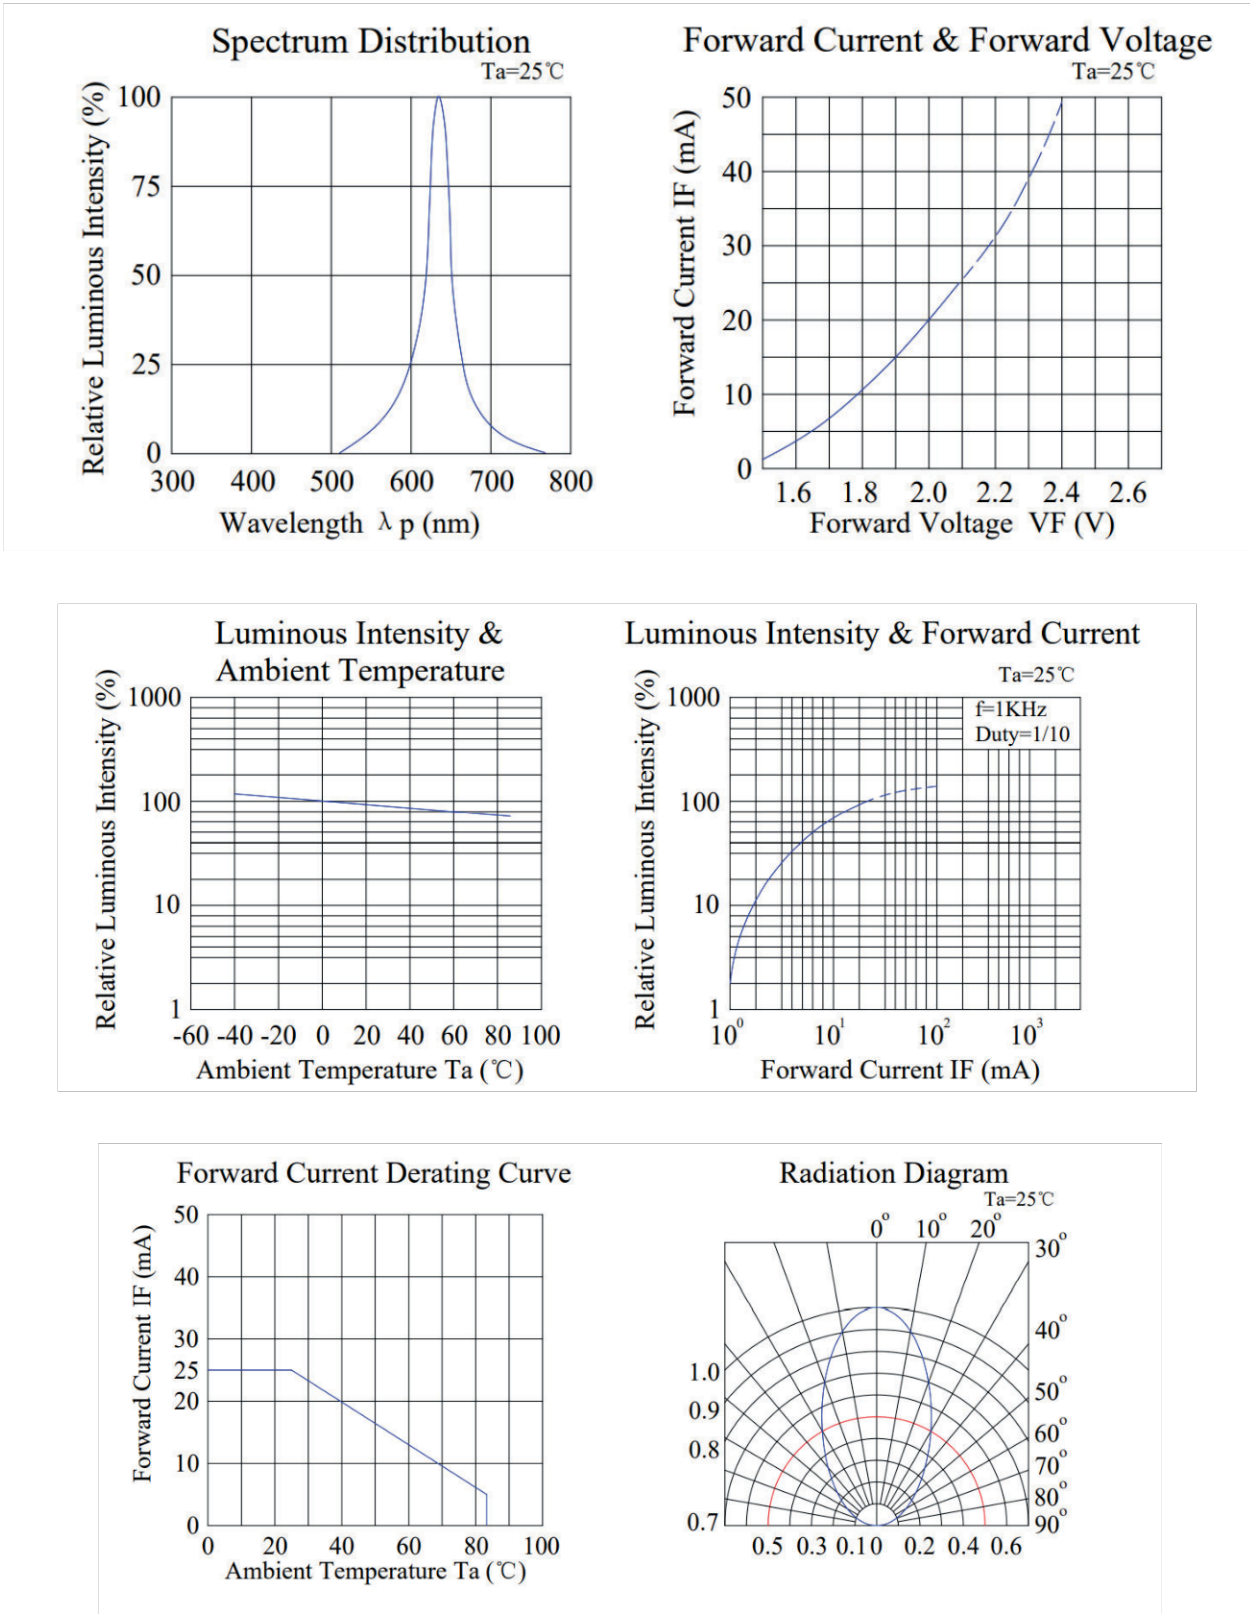 Spectrum Distribution
Ta=25℃
Relative Luminous Intensity (%)
100
75
50
25
0
300 400 500 600 700 800
Wavelength λ p (nm)
Forward Current & Forward Voltage
Ta=25℃
Forward Current IF (mA)
50
40
30
20
10
0
1.6 1.8 2.0 2.2 2.4 2.6
Forward Voltage VF (V)
Luminous Intensity &
Ambient Temperature
Relative Luminous Intensity (%)
1000
100
10
1
-60 -40 -20 0 20 40 60 80 100
Ambient Temperature Ta (℃)
Luminous Intensity & Forward Current
Ta=25℃
Relative Luminous Intensity (%)
1000
100
10
1
f=1KHz
Duty=1/10
10⁰ 10¹ 10² 10³
Forward Current IF (mA)
Forward Current Derating Curve
Forward Current IF (mA)
50
40
30
25
20
10
0
0 20 40 60 80 100
Ambient Temperature Ta (℃)
Radiation Diagram
Ta=25℃
0° 10° 20°
30°
40°
50°
60°
70°
80°
90°
1.0
0.9
0.8
0.7
0.5 0.3 0.1 0 0.2 0.4 0.6